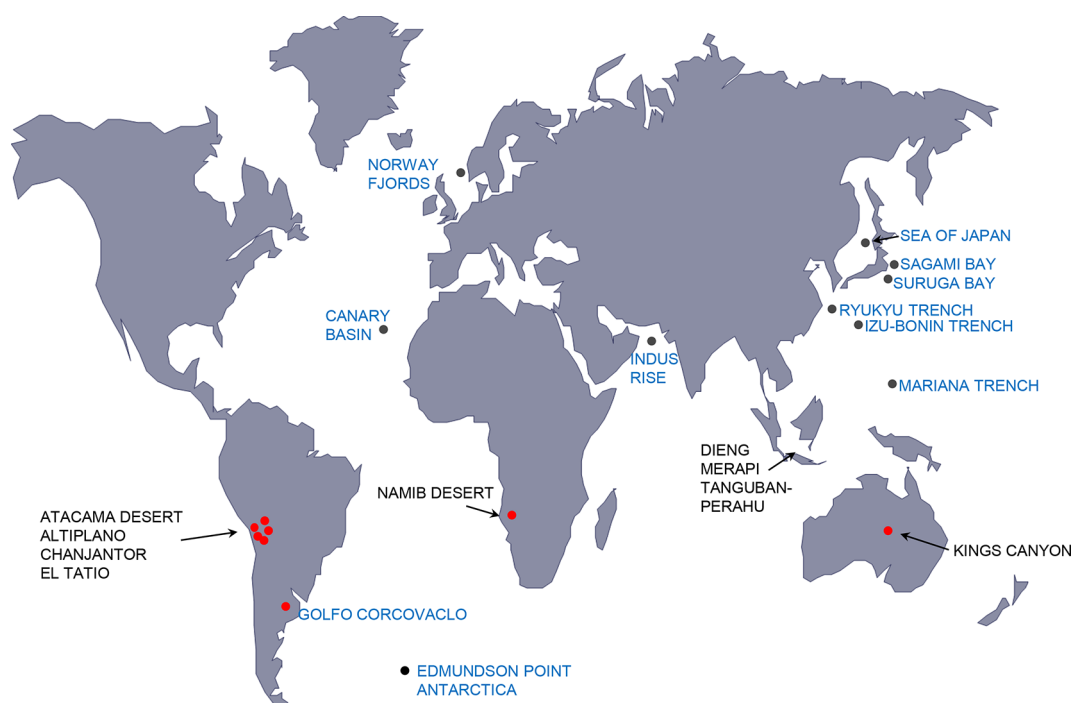 NORWAY
FJORDS
SEA OF JAPAN
SAGAMI BAY
SURUGA BAY
RYUKYU TRENCH
IZU-BONIN TRENCH
CANARY
BASIN
INDUS
RISE
MARIANA TRENCH
DIENG
MERAPI
TANGUBAN-
PERAHU
NAMIB DESERT
ATACAMA DESERT
ALTIPLANO
CHANJANTOR
EL TATIO
KINGS CANYON
GOLFO CORCOVACLO
EDMUNDSON POINT
ANTARCTICA